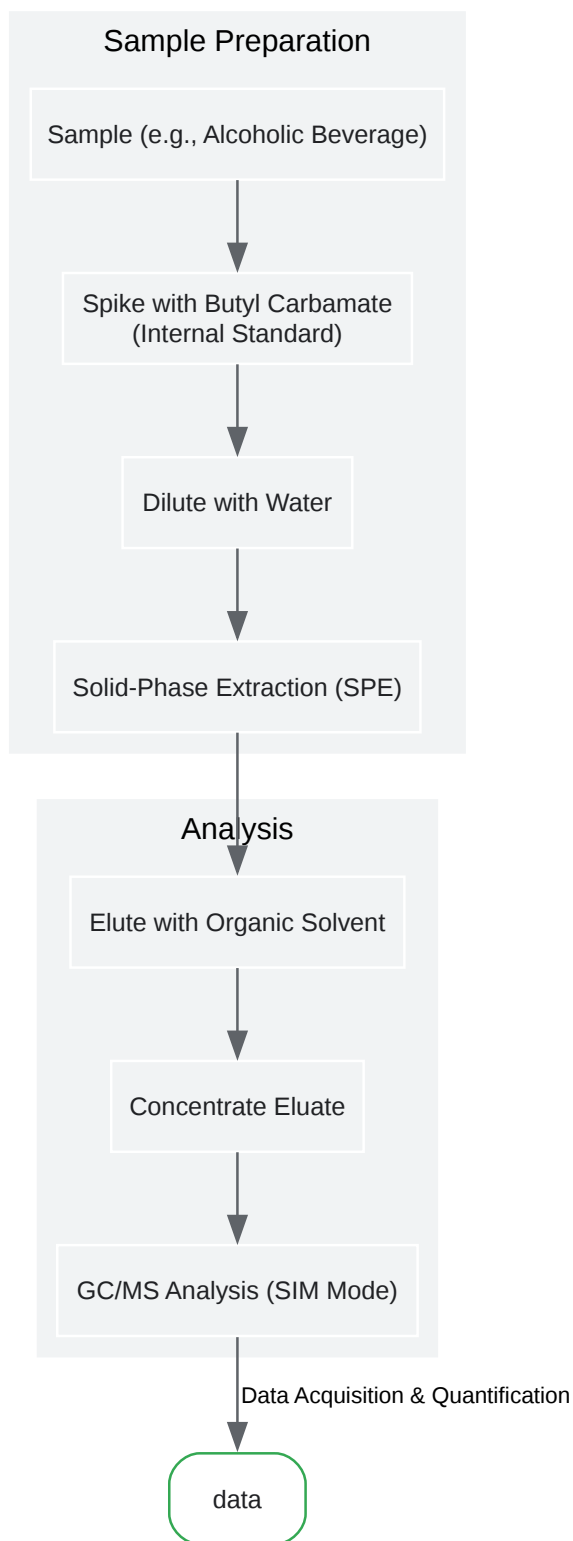 Sample Preparation
Sample (e.g., Alcoholic Beverage)
Spike with Butyl Carbamate
(Internal Standard)
Dilute with Water
Solid-Phase Extraction (SPE)
Analysis
Elute with Organic Solvent
Concentrate Eluate
GC/MS Analysis (SIM Mode)
Data Acquisition & Quantification
data